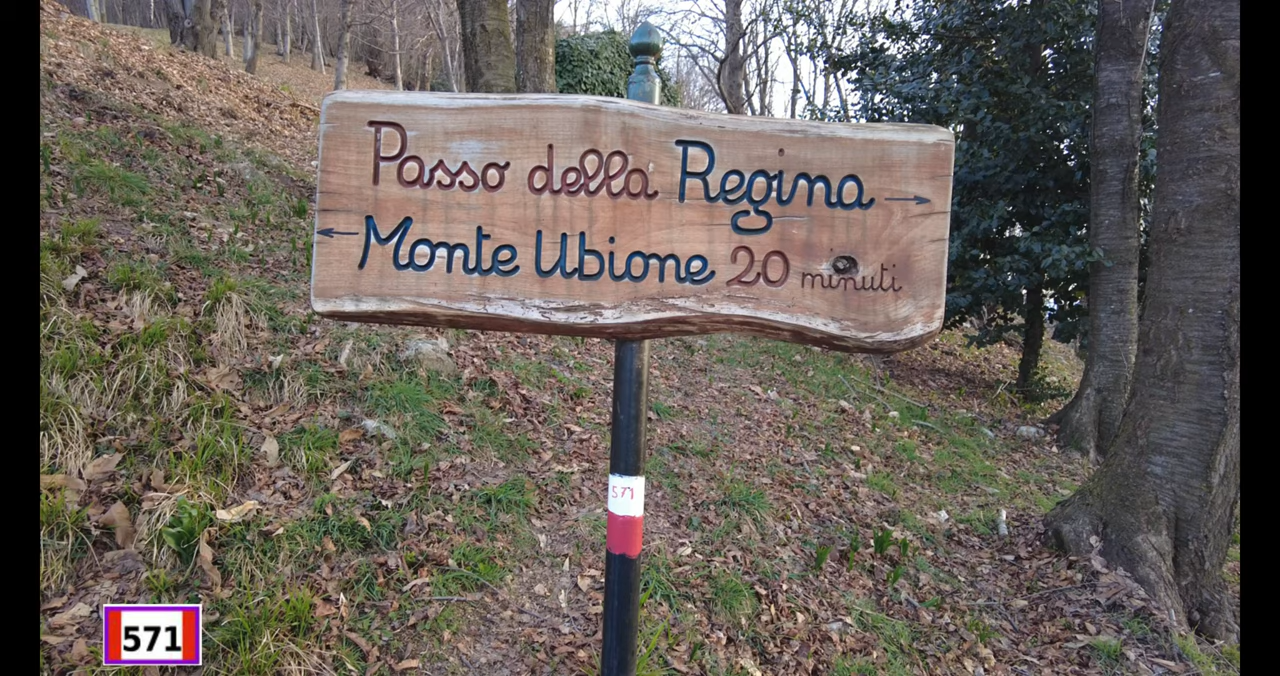 Passo della Regina →
← Monte Ubione 20 minuti
571
571